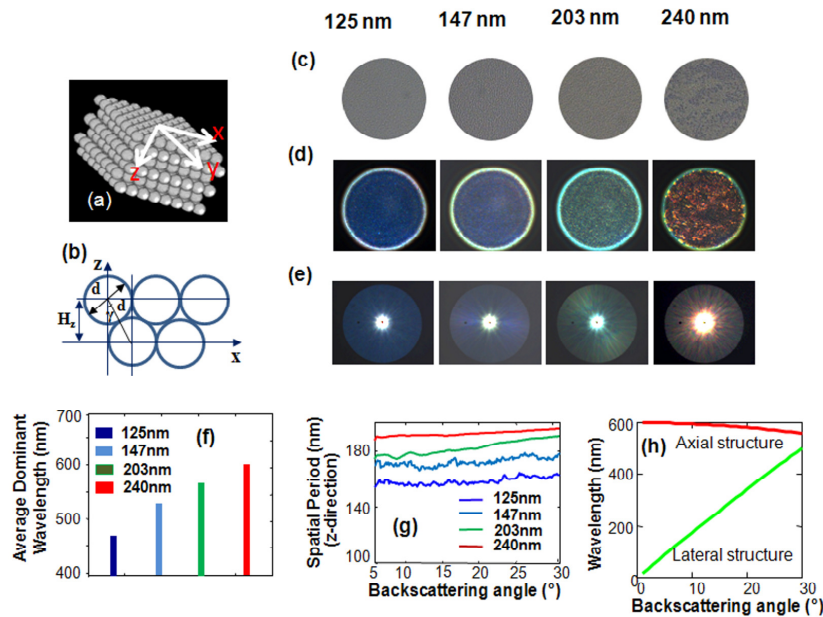 125 nm 147 nm 203 nm 240 nm
(c)
x
z
y
(a)
(d)
(b)
z
d
d
γ
Hz
x
(e)
700
600
500
400
Average Dominant
Wavelength (nm)
(f)
125nm
147nm
203nm
240nm
Spatial Period (nm)
(z-direction)
180
140
100
(g)
125nm
147nm
203nm
240nm
5 10 15 20 25 30
Backscattering angle (°)
Wavelength (nm)
600
400
200
0
(h)
Axial structure
Lateral structure
0 10 20 30
Backscattering angle (°)